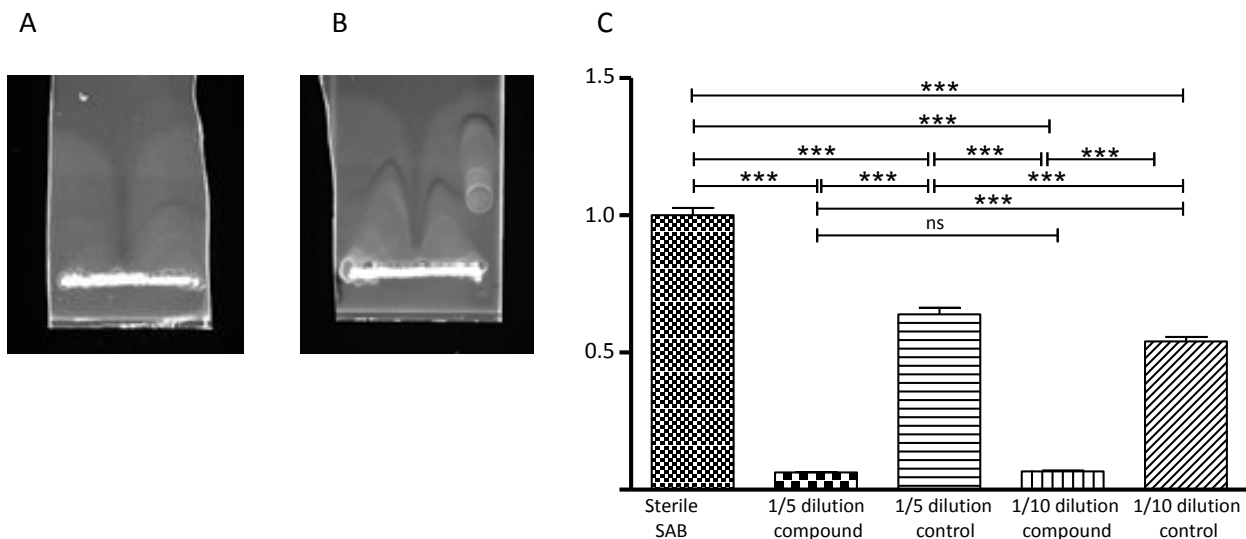 A
B
C
1.5
***
***
*** *** ***
*** *** ***
***
1.0
ns
0.5
Sterile SAB
1/5 dilution compound
1/5 dilution control
1/10 dilution compound
1/10 dilution control